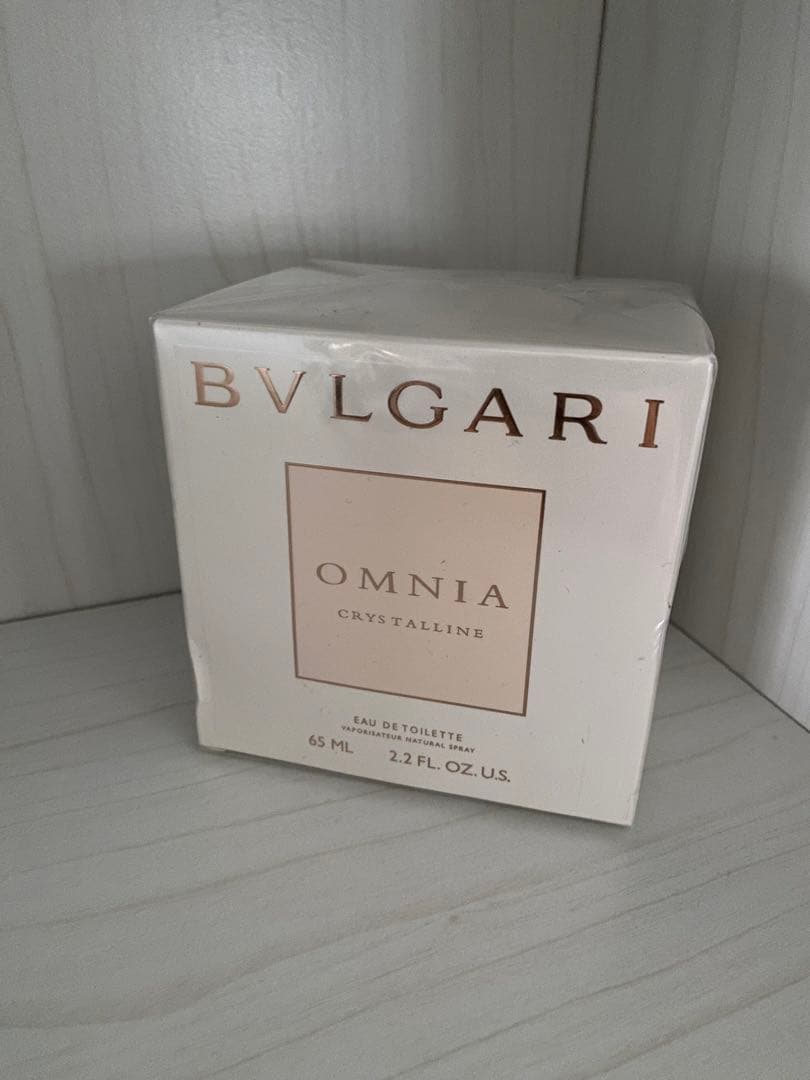 BVLGARI
OMNIA
CRYSTALLINE
EAU DE TOILETTE
VAPORISATEUR NATURAL SPRAY
65 ML 2.2 FL. OZ. U.S.